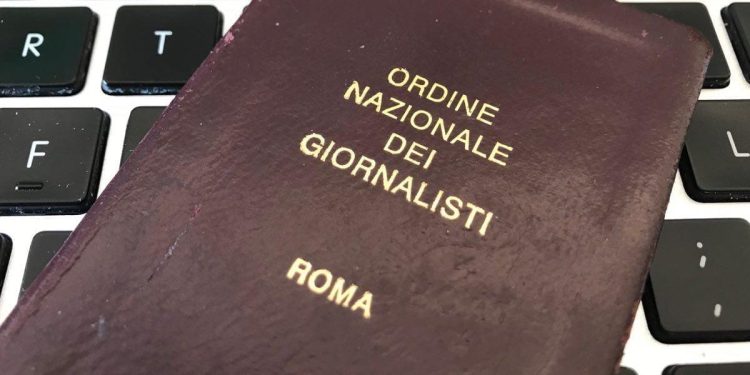 R T
ORDINE
NAZIONALE
DEI
GIORNALISTI
F
L
ROMA
:
;